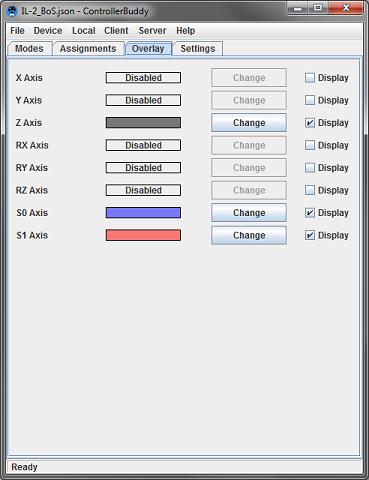 IL-2_BoS.json - ControllerBuddy
File Device Local Client Server Help
Modes Assignments Overlay Settings
X Axis Disabled Change Display
Y Axis Disabled Change Display
Z Axis Change Display
RX Axis Disabled Change Display
RY Axis Disabled Change Display
RZ Axis Disabled Change Display
S0 Axis Change Display
S1 Axis Change Display
Ready